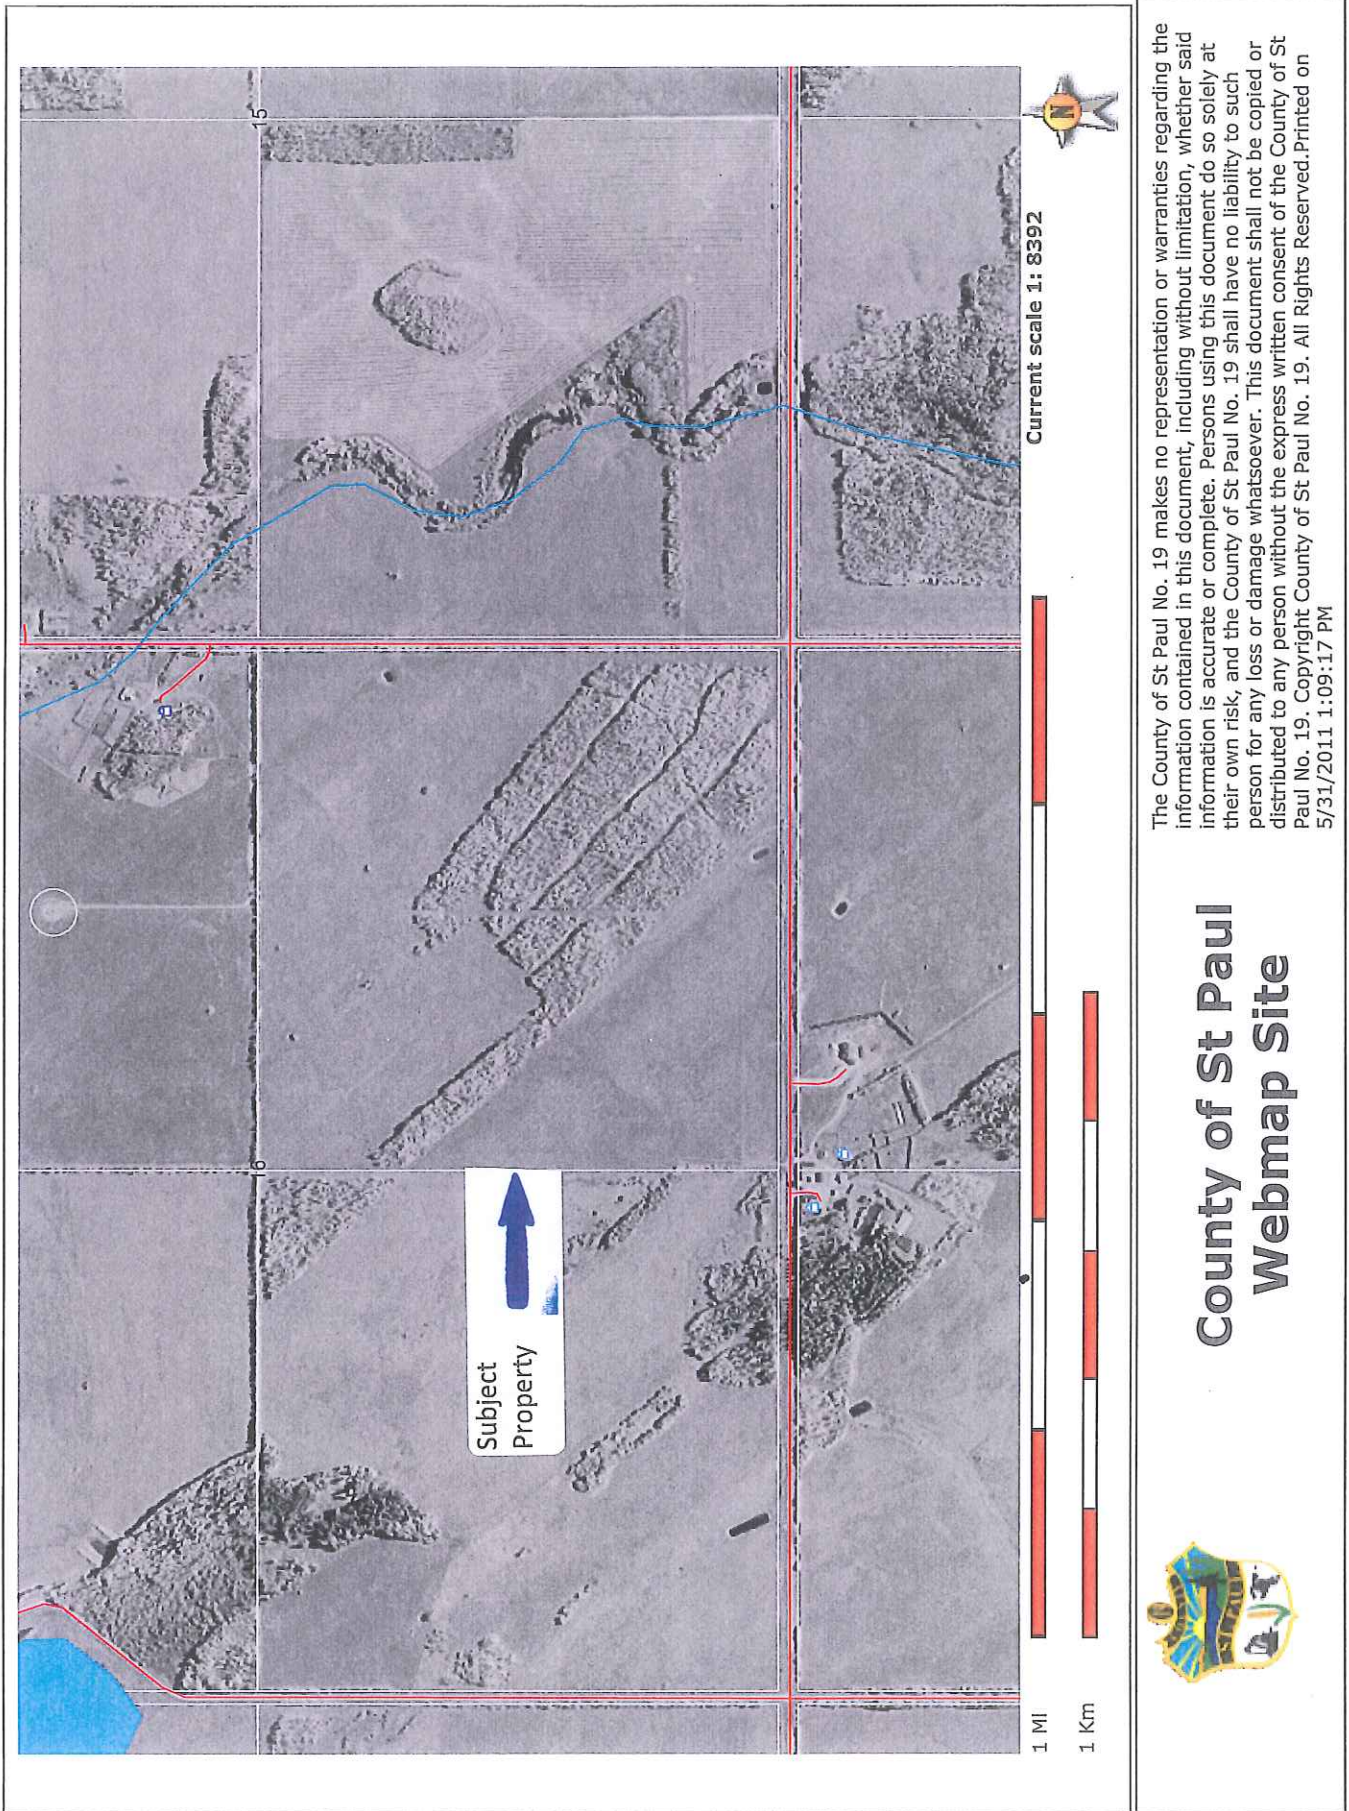 15
16
Subject
Property
N
Current scale 1: 8392
1 MI
1 Km
ST. PAUL
County of St Paul
Webmap Site
The County of St Paul No. 19 makes no representation or warranties regarding the
information contained in this document, including without limitation, whether said
information is accurate or complete. Persons using this document do so solely at
their own risk, and the County of St Paul No. 19 shall have no liability to such
person for any loss or damage whatsoever. This document shall not be copied or
distributed to any person without the express written consent of the County of St
Paul No. 19. Copyright County of St Paul No. 19. All Rights Reserved.Printed on
5/31/2011 1:09:17 PM